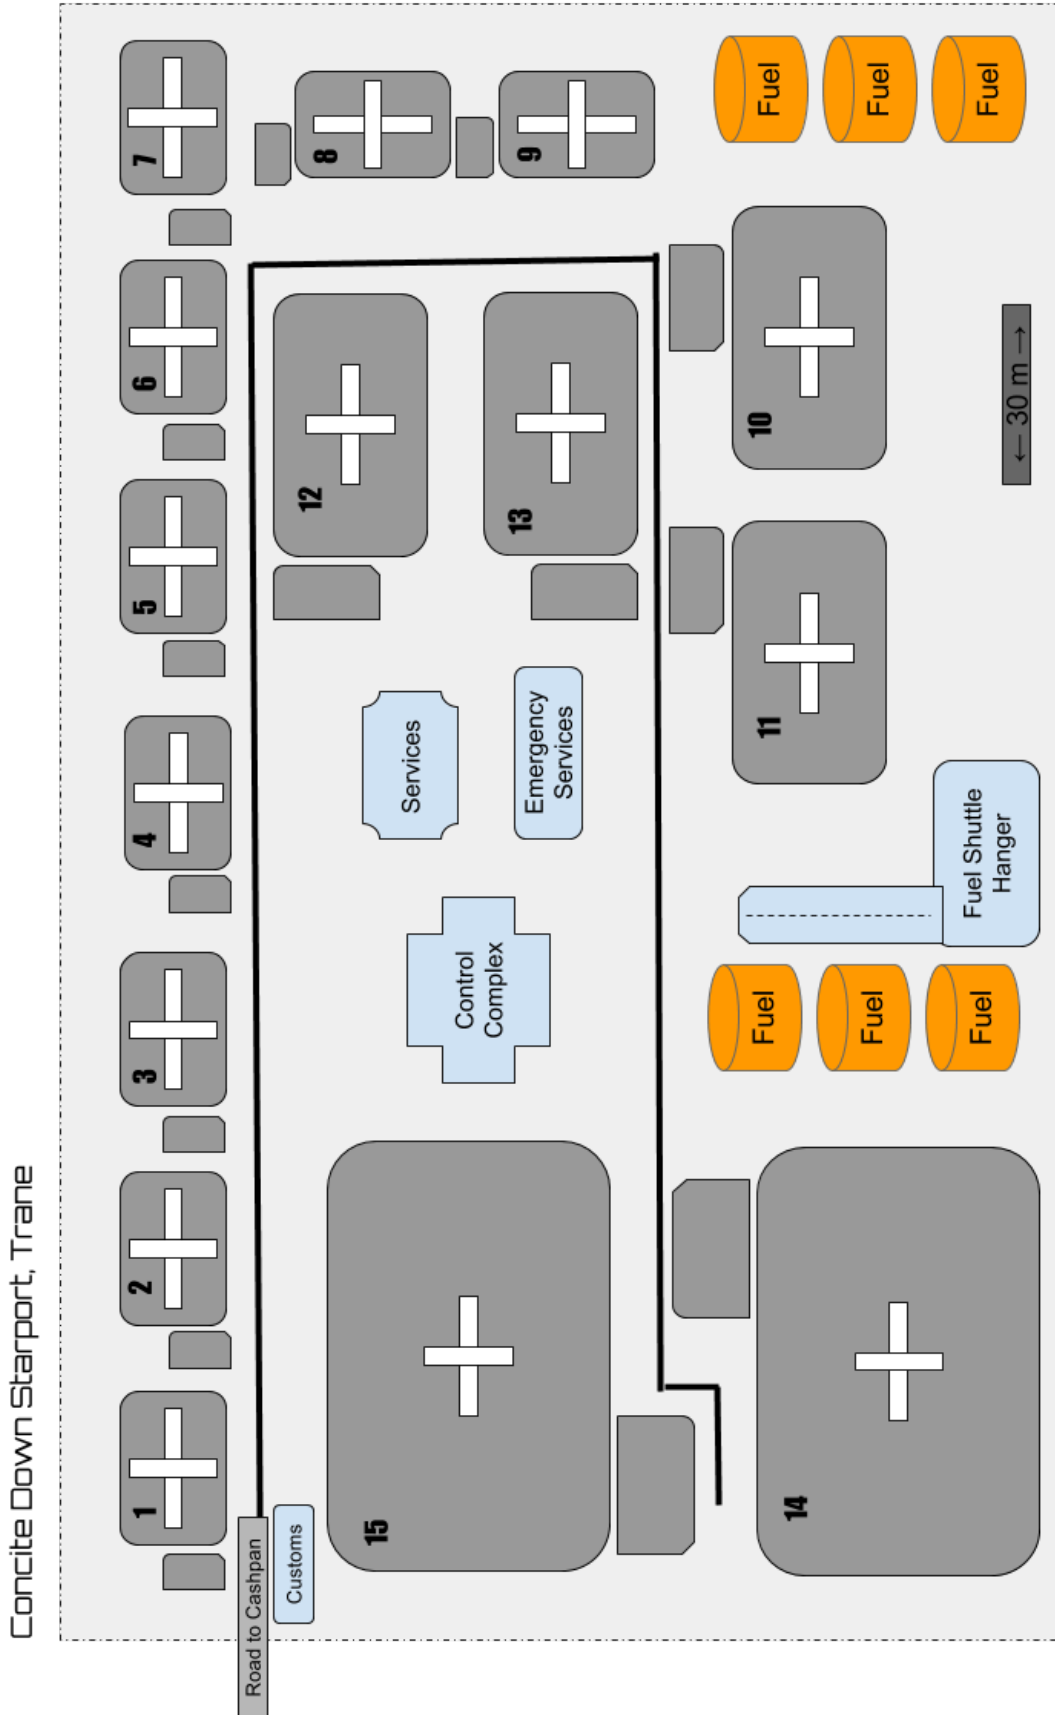 Concite Down Starport, Trane
1
2
3
4
5
6
7
8
9
Road to Cashpan
Customs
15
Control
Complex
Services
Emergency
Services
12
13
14
Fuel
Fuel
Fuel
Fuel Shuttle
Hanger
11
10
← 30 m →
Fuel
Fuel
Fuel